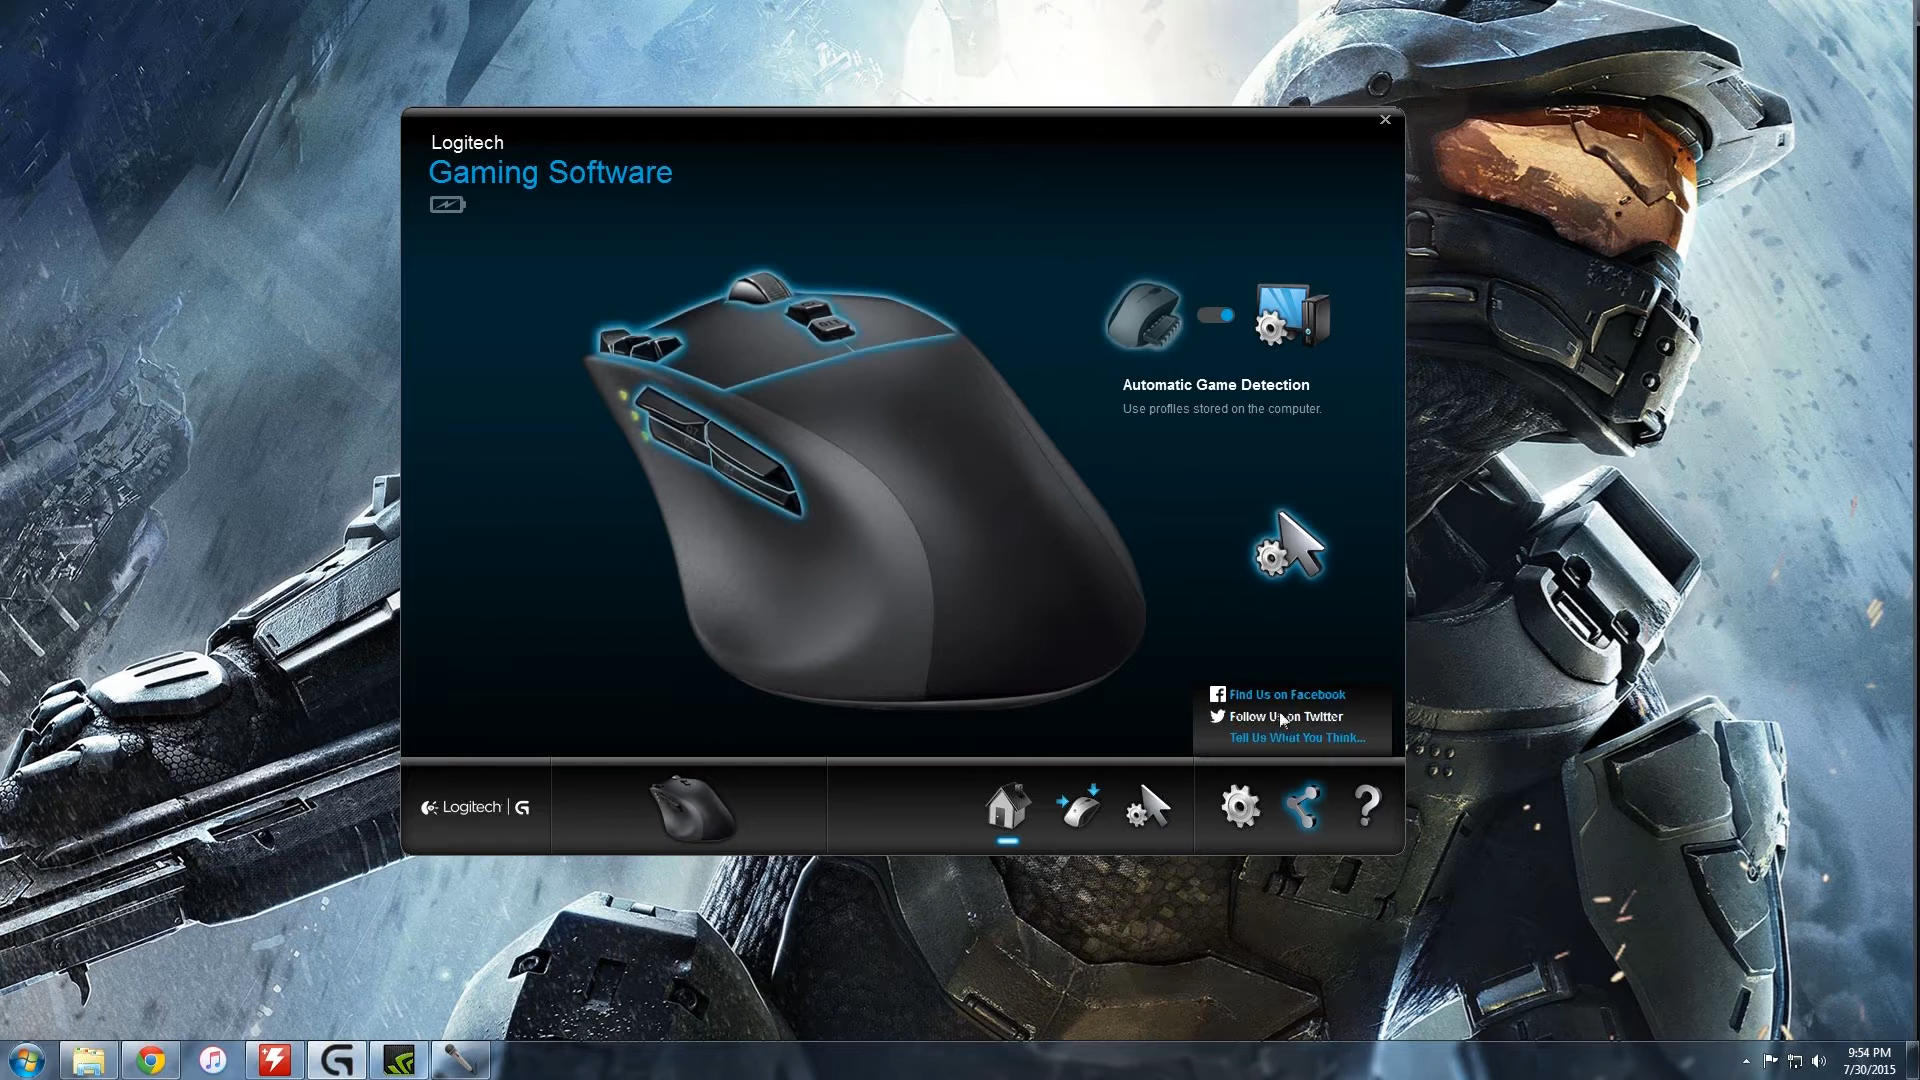 Logitech
Gaming Software
Automatic Game Detection
Use profiles stored on the computer.
Find Us on Facebook
Follow Us on Twitter
Tell Us What You Think...
Logitech | G
9:54 PM
7/30/2015